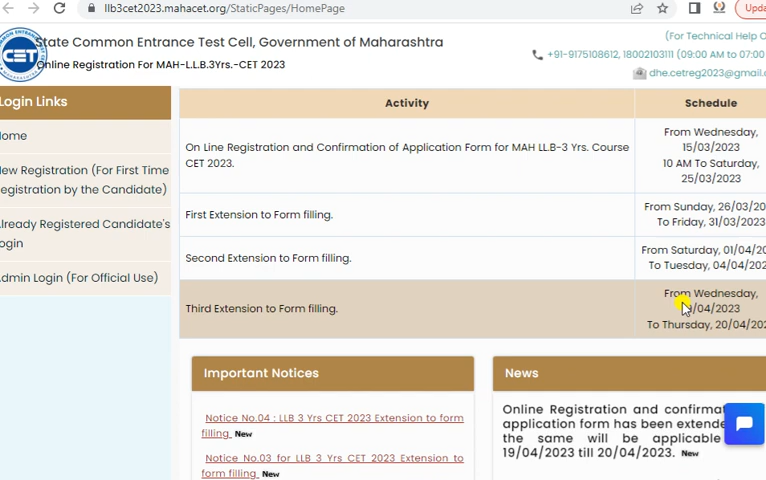 llb3cet2023.mahacet.org/StaticPages/HomePage
State Common Entrance Test Cell, Government of Maharashtra
Online Registration For MAH-L.L.B.3Yrs.-CET 2023
CET
(For Technical Help O
+91-9175108612, 18002103111 (09:00 AM to 07:00
dhe.cetreg2023@gmail.c
Login Links
Home
New Registration (For First Time
Registration by the Candidate)
Already Registered Candidate's
Login
Admin Login (For Official Use)
Activity
Schedule
On Line Registration and Confirmation of Application Form for MAH LL.B-3 Yrs. Course
CET 2023.
From Wednesday,
15/03/2023
10 AM To Saturday,
25/03/2023
First Extension to Form filling.
From Sunday, 26/03/20
To Friday, 31/03/2023
Second Extension to Form filling.
From Saturday, 01/04/20
To Tuesday, 04/04/202
Third Extension to Form filling.
From Wednesday,
9/04/2023
To Thursday, 20/04/202
Important Notices
Notice No.04 : LLB 3 Yrs CET 2023 Extension to form
filling New
Notice No.03 for LLB 3 Yrs CET 2023 Extension to
form filling New
News
Online Registration and confirmat
application form has been extende
the same will be applicable
19/04/2023 till 20/04/2023. New